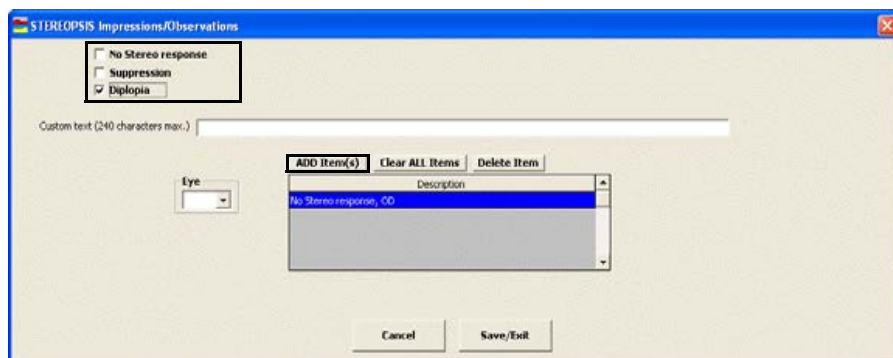 STEREOPSIS Impressions/Observations
No Stereo response
Suppression
Diplopia
Custom text (240 characters max.)
ADD Item(s) Clear ALL Items Delete Item
Eye
Description
No Stereo response, OD
Cancel Save/Exit